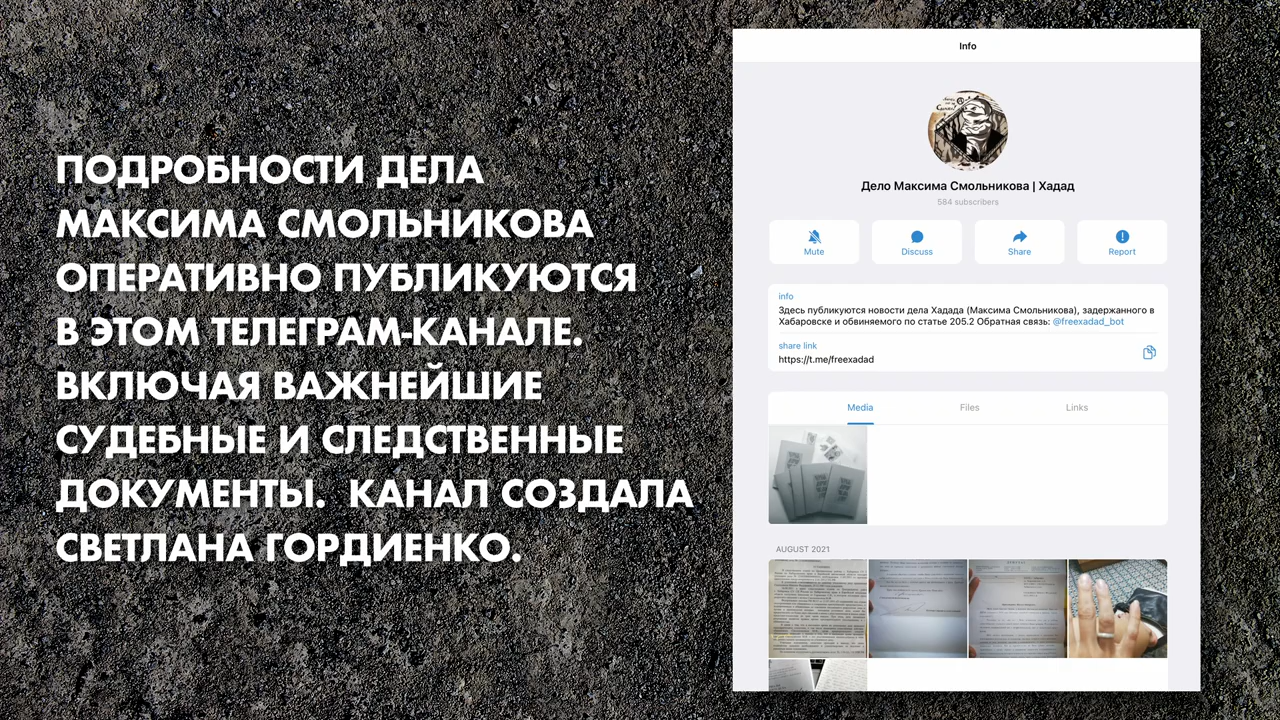 ПОДРОБНОСТИ ДЕЛА
МАКСИМА СМОЛЬНИКОВА
ОПЕРАТИВНО ПУБЛИКУЮТСЯ
В ЭТОМ ТЕЛЕГРАМ-КАНАЛЕ.
ВКЛЮЧАЯ ВАЖНЕЙШИЕ
СУДЕБНЫЕ И СЛЕДСТВЕННЫЕ
ДОКУМЕНТЫ. КАНАЛ СОЗДАЛА
СВЕТЛАНА ГОРДИЕНКО.
Info
Дело Максима Смольникова | Хадад
584 subscribers
Mute
Discuss
Share
Report
info
Здесь публикуются новости дела Хадада (Максима Смольникова), задержанного в
Хабаровске и обвиняемого по статье 205.2 Обратная связь: @freexadad_bot
share link
https://t.me/freexadad
Media
Files
Links
AUGUST 2021